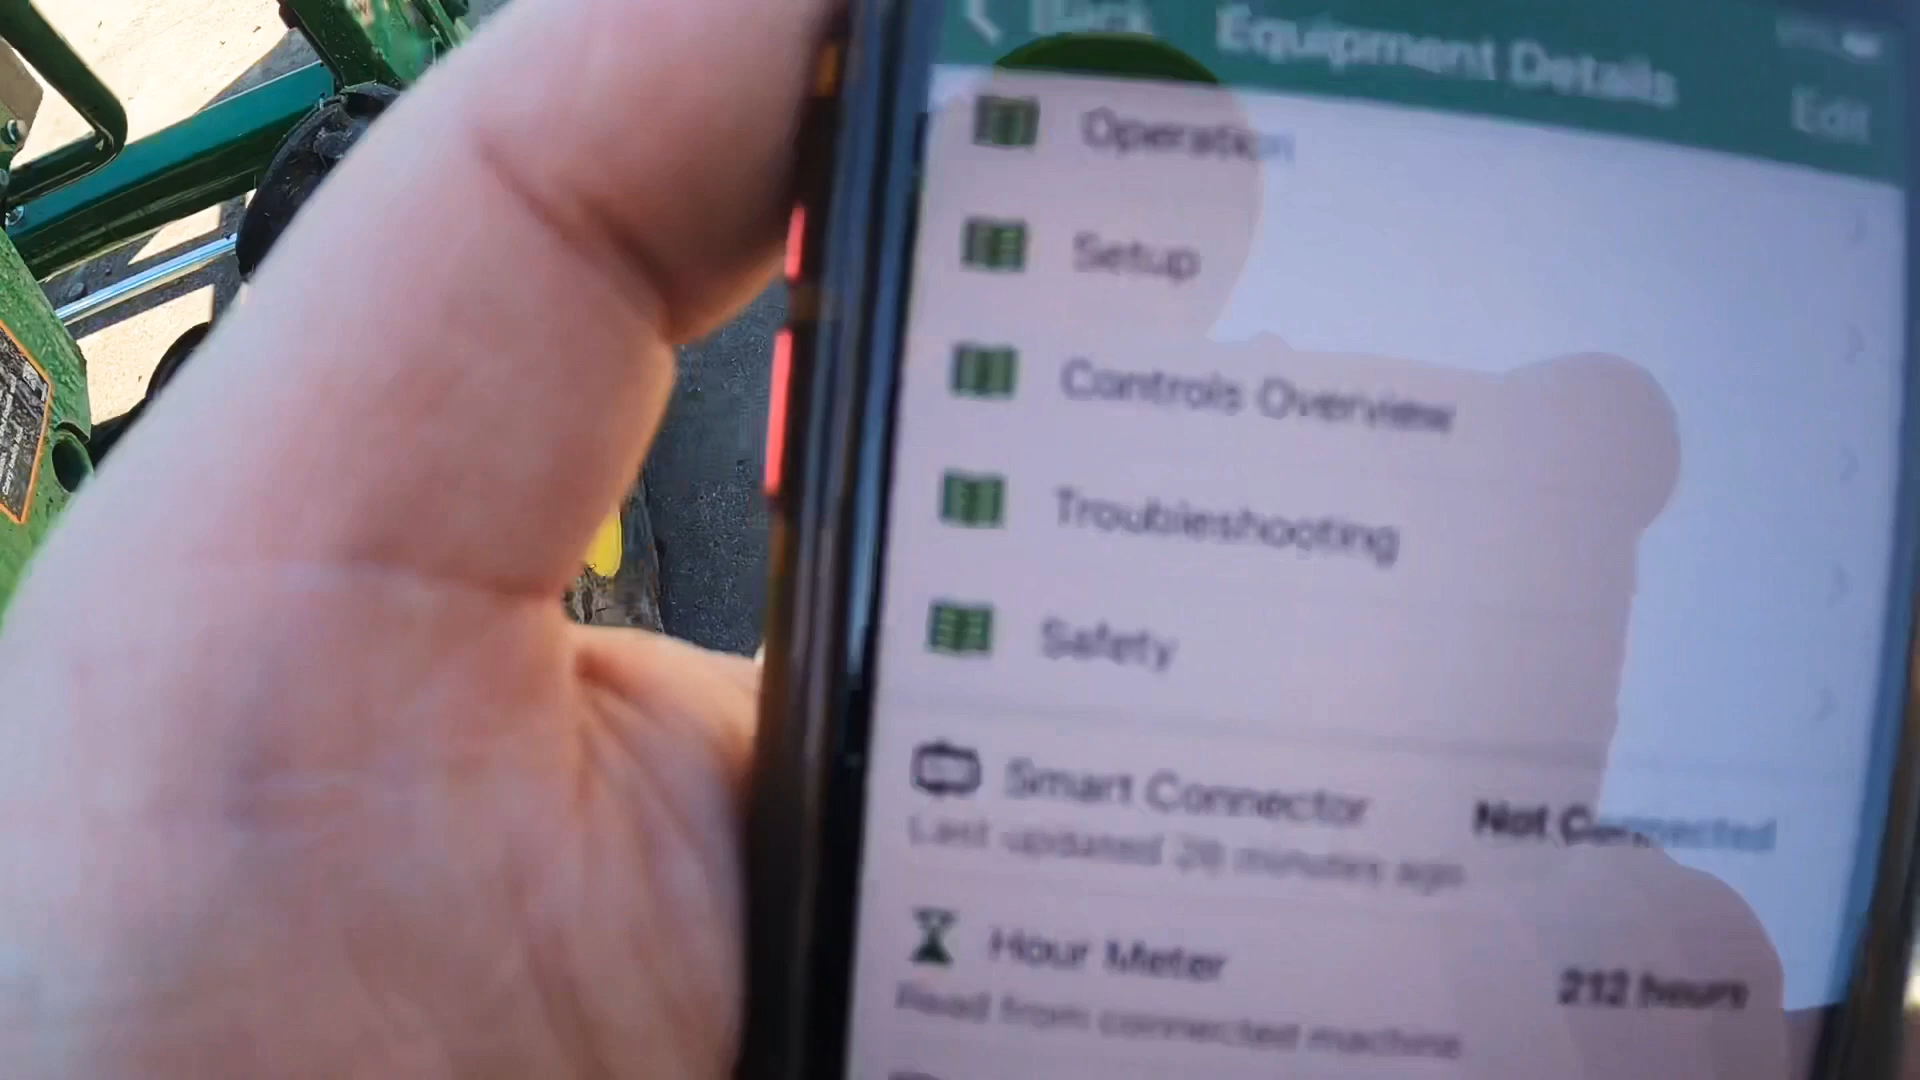 Back
Equipment Details
Edit
Operation
Setup
Controls Overview
Troubleshooting
Safety
Smart Connector
Not Connected
Last updated 28 minutes ago
Hour Meter
212 hours
Read from connected machine